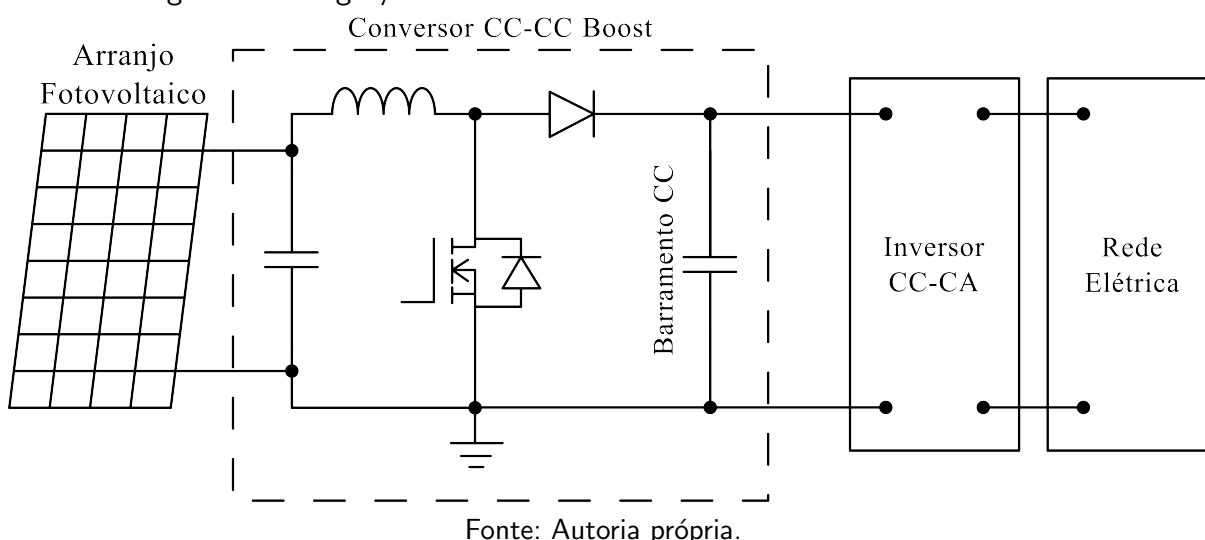 Conversor CC-CC Boost
Arranjo
Fotovoltaico
Barramento CC
Inversor
CC-CA
Rede
Elétrica
Fonte: Autoria própria.